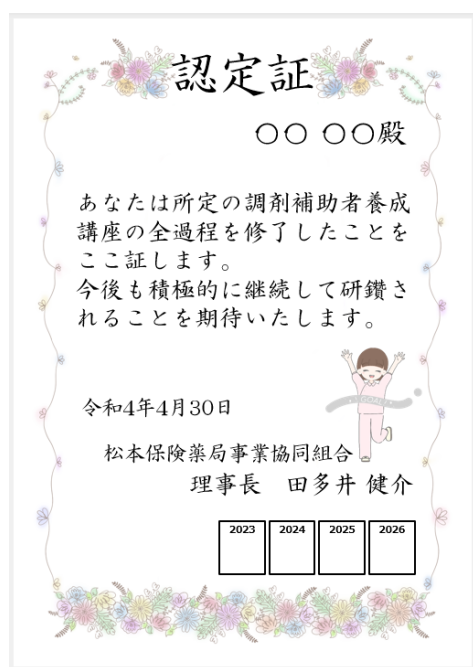 認定証
○○ ○○殿
あなたは所定の調剤補助者養成
講座の全過程を修了したことを
ここ証します。
今後も積極的に継続して研鑽さ
れることを期待いたします。
令和4年4月30日
松本保険薬局事業協同組合
理事長 田多井 健介
2023 2024 2025 2026